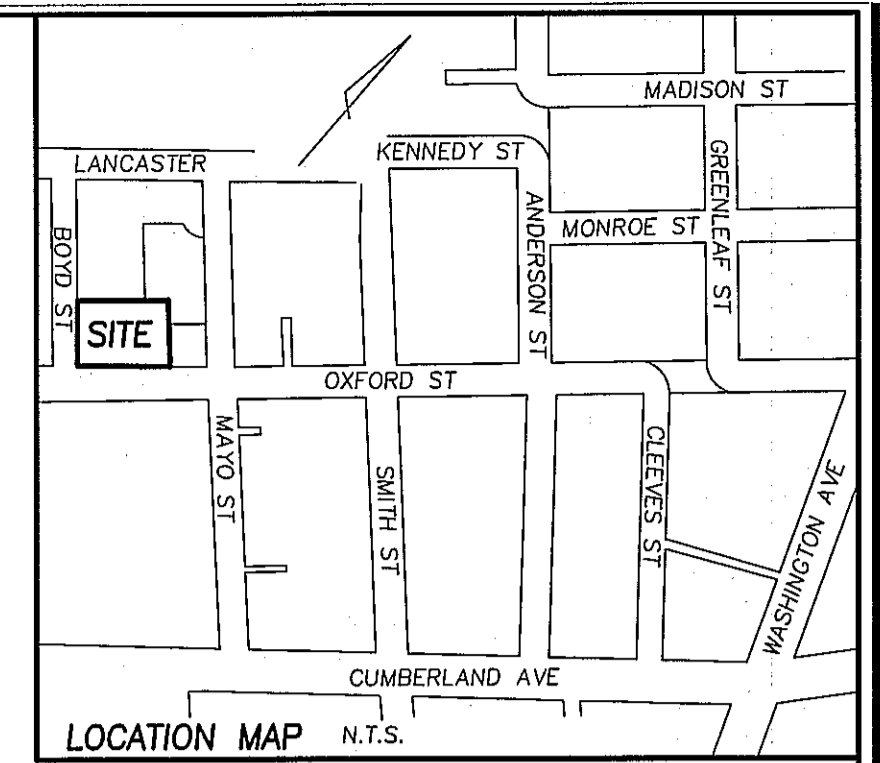 MADISON ST
LANCASTER
KENNEDY ST
GREENLEAF ST
ANDERSON ST
MONROE ST
BOYD ST
SITE
OXFORD ST
MAYO ST
SMITH ST
CLEEVES ST
WASHINGTON AVE
CUMBERLAND AVE
LOCATION MAP N.T.S.